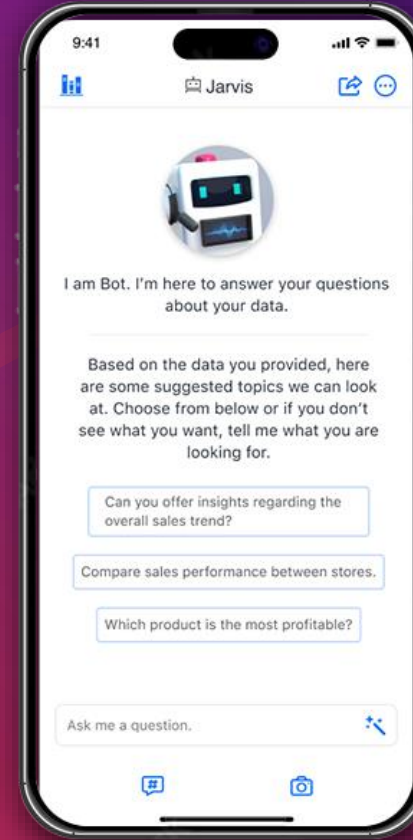 9:41
Jarvis
I am Bot. I'm here to answer your questions
about your data.
Based on the data you provided, here
are some suggested topics we can look
at. Choose from below or if you don't
see what you want, tell me what you are
looking for.
Can you offer insights regarding the
overall sales trend?
Compare sales performance between stores.
Which product is the most profitable?
Ask me a question.
#